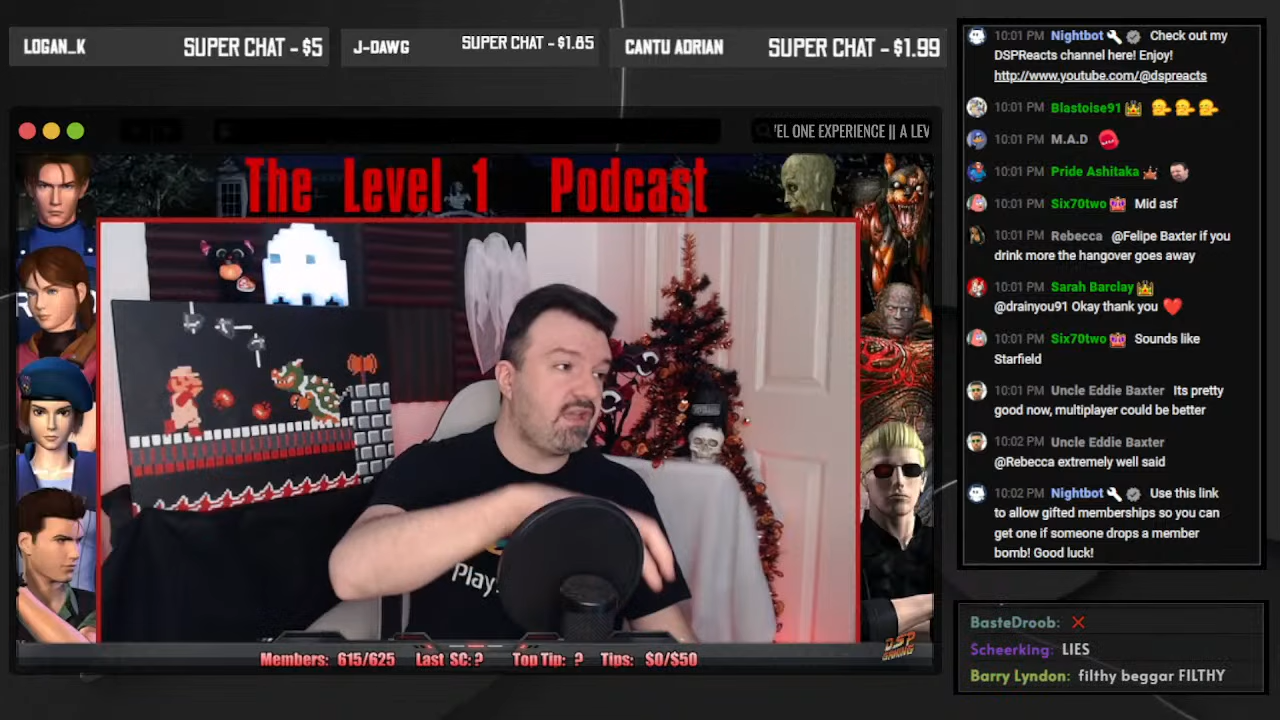 LOGAN_K SUPER CHAT - $5
J-DAWG SUPER CHAT - $1.85
CANTU ADRIAN SUPER CHAT - $1.99
'EL ONE EXPERIENCE || A LEV
The Level 1 Podcast
Play
Members: 615/625 Last SC: ? Top Tip: ? Tips: $0/$50
DSP
GAMING
10:01 PM Nightbot Check out my
DSPReacts channel here! Enjoy!
http://www.youtube.com/@dspreacts
10:01 PM Blastoise91
10:01 PM M.A.D
10:01 PM Pride Ashitaka
10:01 PM Six70two Mid asf
10:01 PM Rebecca @Felipe Baxter if you
drink more the hangover goes away
10:01 PM Sarah Barclay
@drainyou91 Okay thank you ❤️
10:01 PM Six70two Sounds like
Starfield
10:01 PM Uncle Eddie Baxter Its pretty
good now, multiplayer could be better
10:02 PM Uncle Eddie Baxter
@Rebecca extremely well said
10:02 PM Nightbot Use this link
to allow gifted memberships so you can
get one if someone drops a member
bomb! Good luck!
BasteDroob: ❌
Scheerking: LIES
Barry Lyndon: filthy beggar FILTHY